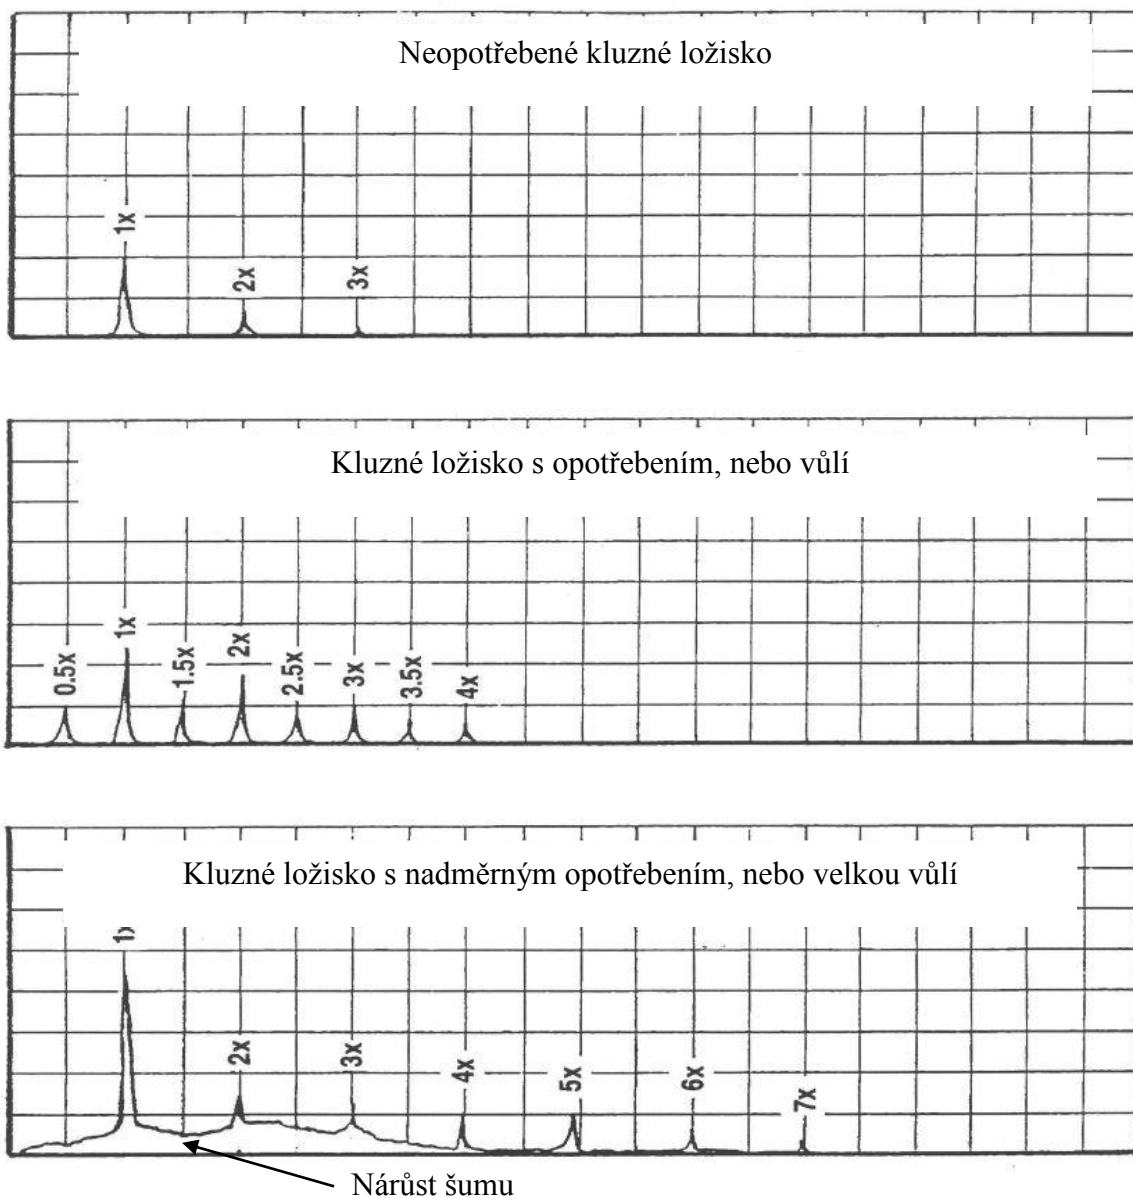 Neopotřebené kluzné ložisko
1x
2x
3x
Kluzné ložisko s opotřebením, nebo vůlí
0.5x
1x
1.5x
2x
2.5x
3x
3.5x
4x
Kluzné ložisko s nadměrným opotřebením, nebo velkou vůlí
1x
2x
3x
4x
5x
6x
7x
Nárůst šumu